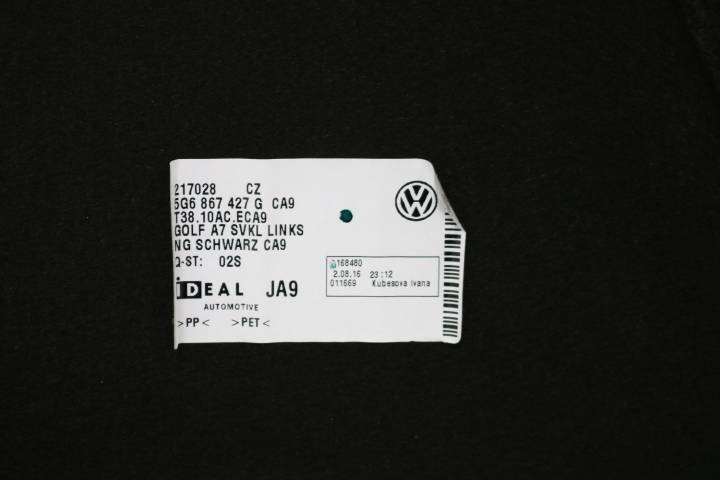 217028 CZ
5G6 867 427 G CA9
T38.10AC.ECA9
GOLF A7 SVKL LINKS
NG SCHWARZ CA9
Q-ST: 02S
iDEAL JA9
AUTOMOTIVE
>PP< >PET<
168480
2.08.16 23:12
011669 Kubesova Ivana
VW